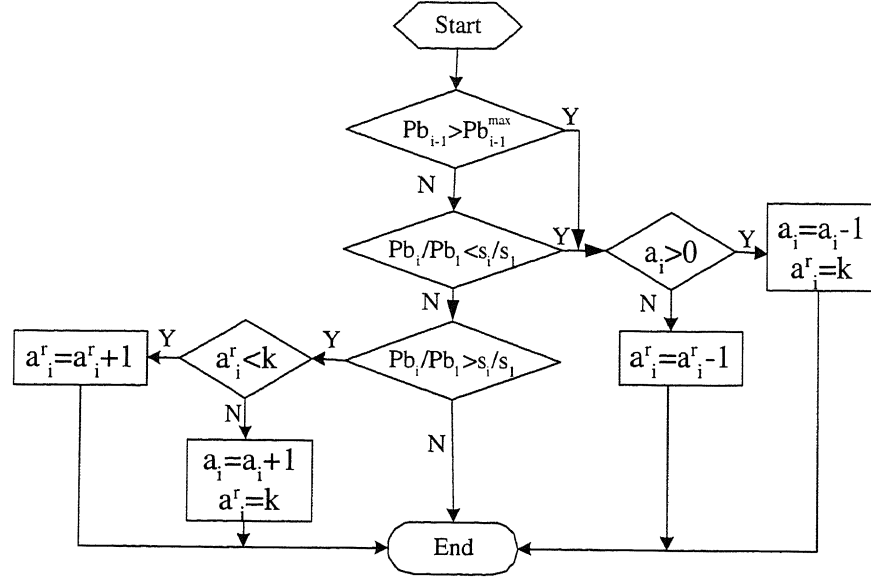 Start
Pb_{i-1}>Pb_{i-1}^{max}
Y
N
Pb_i/Pb_1<s_i/s_1
Y
a_i>0
Y
a_i=a_i-1
a^r_i=k
N
N
a^r_i=a^r_i-1
Pb_i/Pb_1>s_i/s_1
Y
a^r_i<k
Y
a^r_i=a^r_i+1
N
a_i=a_i+1
a^r_i=k
N
End